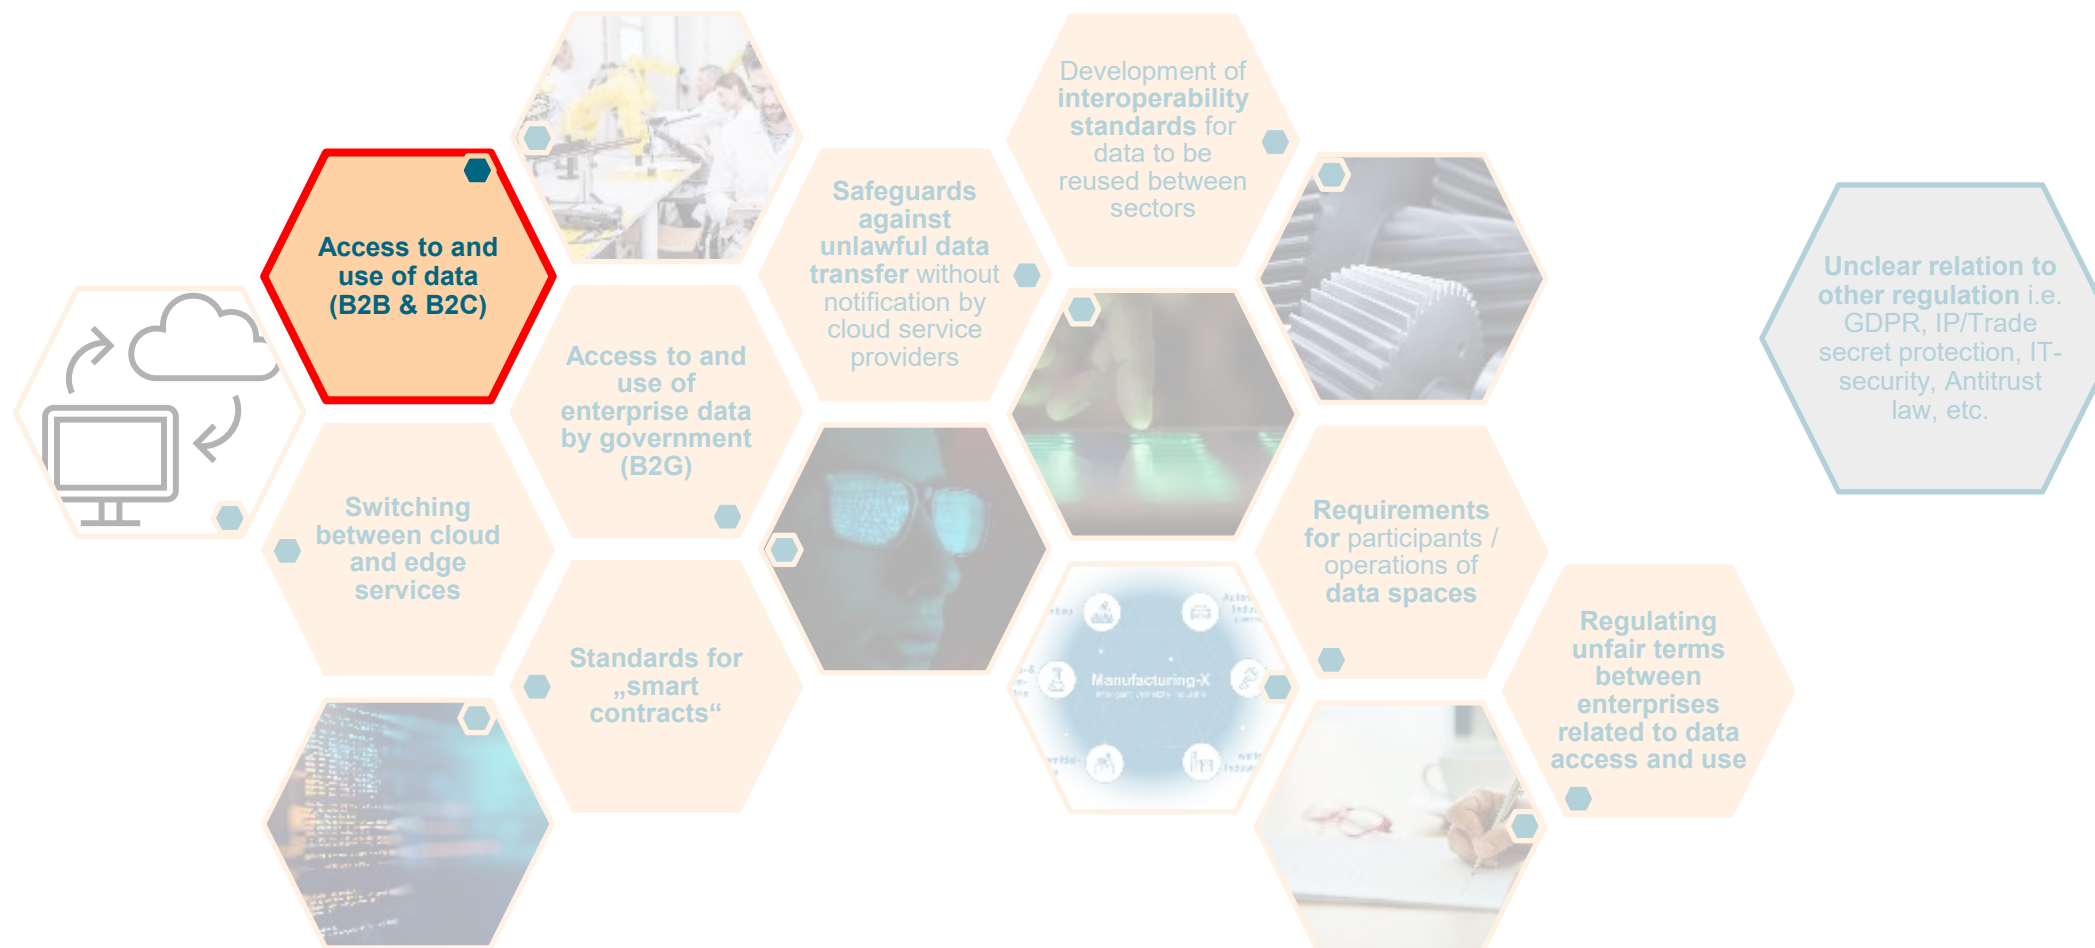 Access to and
use of data
(B2B & B2C)
Switching
between cloud
and edge
services
Access to and
use of
enterprise data
by government
(B2G)
Standards for
„smart
contracts“
Safeguards
against
unlawful data
transfer without
notification by
cloud service
providers
Development of
interoperability
standards for
data to be
reused between
sectors
Manufacturing-X
Requirements
for participants /
operations of
data spaces
Regulating
unfair terms
between
enterprises
related to data
access and use
Unclear relation to
other regulation i.e.
GDPR, IP/Trade
secret protection, IT-
security, Antitrust
law, etc.